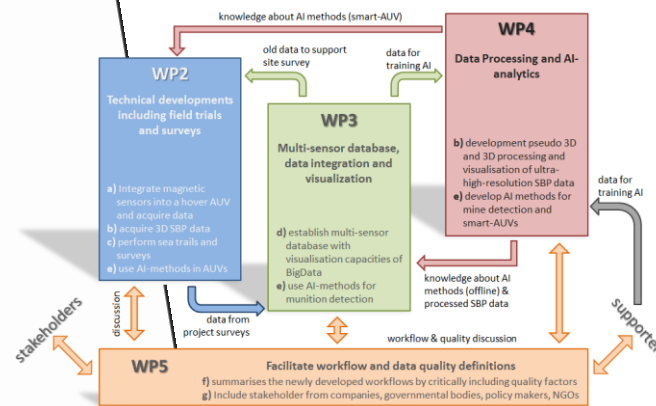 knowledge about AI methods (smart-AUV)
WP4
Data Processing and AI-
analytics
b) development pseudo 3D
and 3D processing and
visualisation of ultra-
high-resolution SBP data
e) develop AI methods for
mine detection and
smart-AUVs
old data to support
site survey
data for
training AI
WP2
Technical developments
including field trials
and surveys
a) Integrate magnetic
sensors into a hover AUV
and acquire data
b) acquire 3D SBP data
c) perform sea trails and
surveys
e) use AI-methods in AUVs
WP3
Multi-sensor database,
data integration and
visualization
d) establish multi-sensor
database with
visualisation capacities of
BigData
e) use AI-methods for
munition detection
data for
training AI
knowledge about AI
methods (offline) &
processed SBP data
data from
project surveys
discussion
workflow & quality discussion
stakeholders
supporter
WP5
Facilitate workflow and data quality definitions
f) summarises the newly developed workflows by critically including quality factors
g) Include stakeholder from companies, governmental bodies, policy makers, NGOs